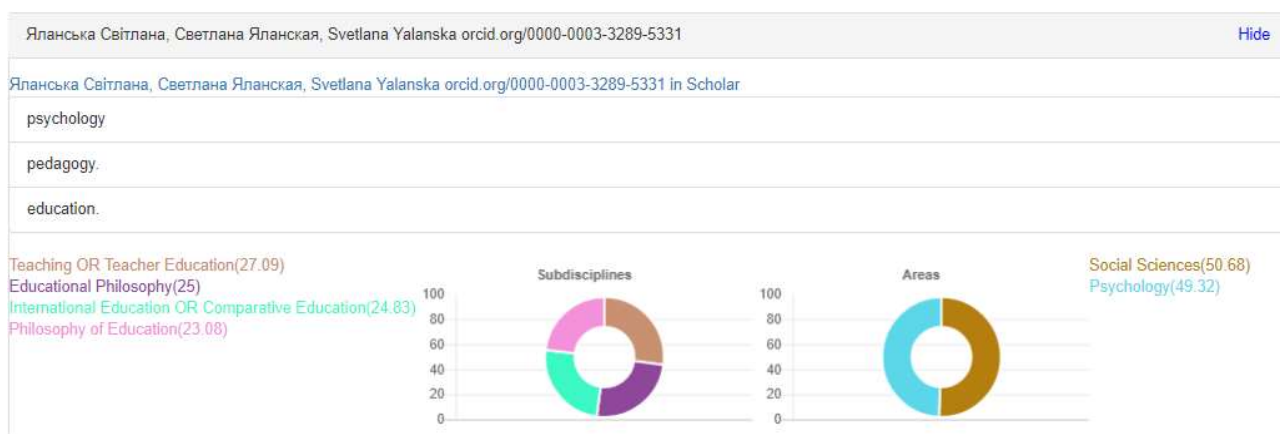 Яланська Світлана, Светлана Яланская, Svetlana Yalanska orcid.org/0000-0003-3289-5331 Hide
Яланська Світлана, Светлана Яланская, Svetlana Yalanska orcid.org/0000-0003-3289-5331 in Scholar
psychology
pedagogy.
education.
Teaching OR Teacher Education(27.09)
Educational Philosophy(25)
International Education OR Comparative Education(24.83)
Philosophy of Education(23.08)
Subdisciplines
100
80
60
40
20
0
Areas
100
80
60
40
20
0
Social Sciences(50.68)
Psychology(49.32)